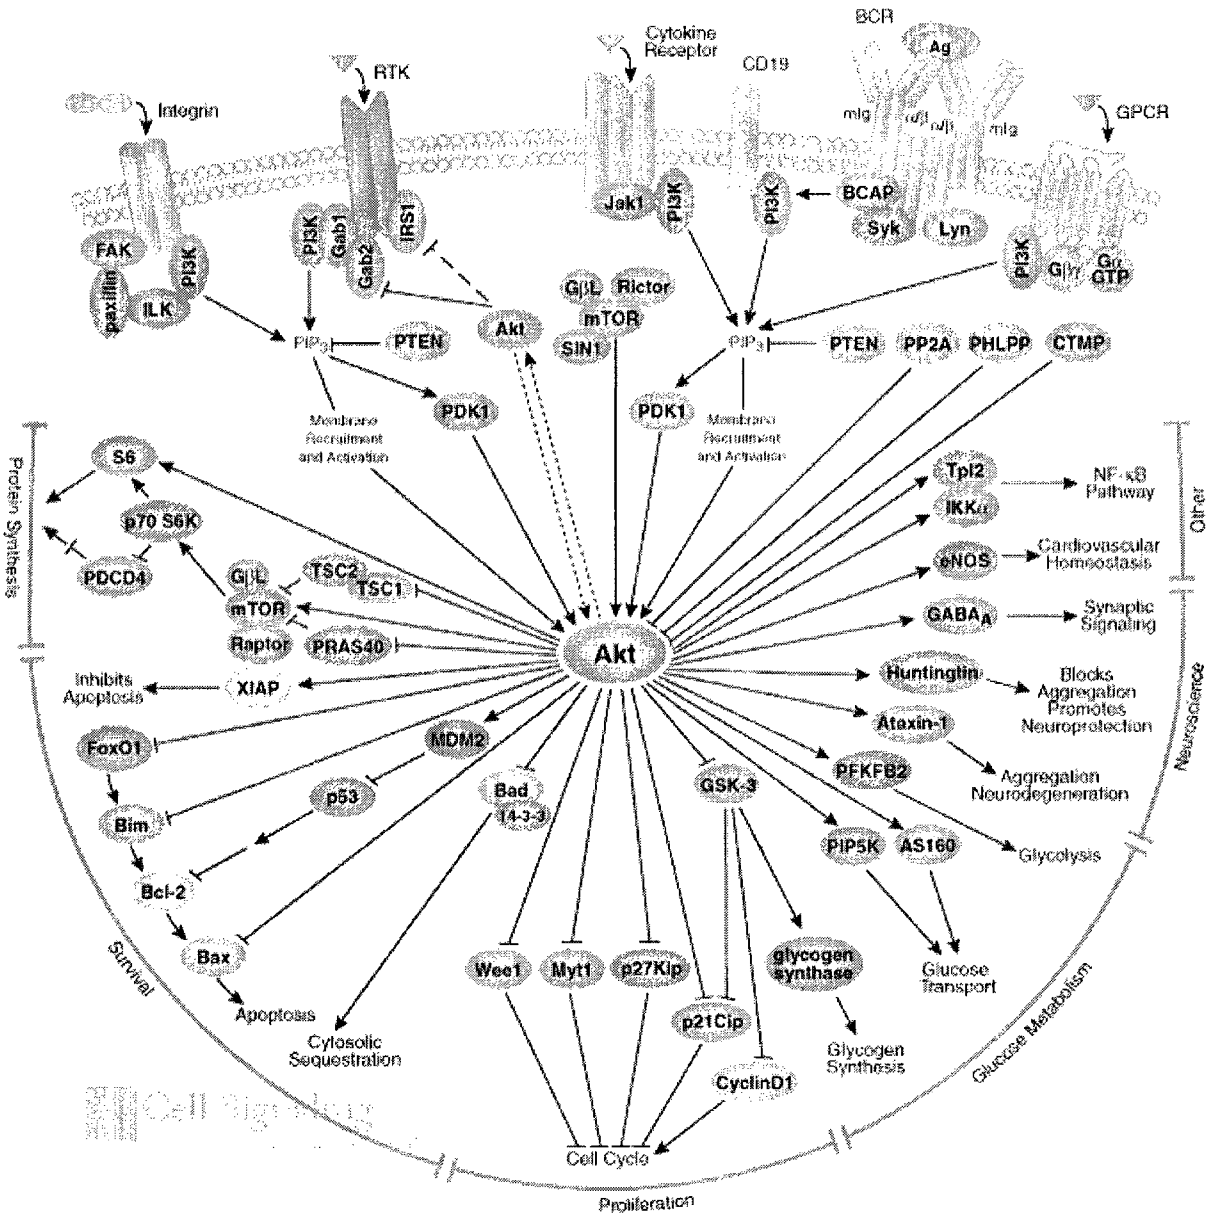 BCR
Cytokine
Receptor
Ag
CD19
RTK
Integrin
mIg
α/β
α/β
mIg
GPCR
Jak1
PI3K
PI3K
BCAP
Syk
Lyn
PI3K
Gab1
Gab2
IRS1
FAK
PI3K
paxillin
ILK
PI3K
Gβγ
Gα
GTP
GβL
Rictor
mTOR
SIN1
Akt
PIP3
PTEN
PIP3
PTEN
PP2A
PHLPP
CTMP
PDK1
PDK1
Membrane
Recruitment
and Activation
Membrane
Recruitment
and Activation
Protein Synthesis
S6
p70 S6K
PDCD4
GβL
mTOR
Raptor
TSC2
TSC1
PRAS40
Tpl2
IKKα
NF-κB
Pathway
Other
eNOS
Cardiovascular
Homeostasis
GABAA
Synaptic
Signaling
Akt
Inhibits
Apoptosis
XIAP
Huntingtin
Blocks
Aggregation
Promotes
Neuroprotection
Neuroscience
Ataxin-1
Aggregation
Neurodegeneration
FoxO1
MDM2
Bad
14-3-3
GSK-3
PFKFB2
p53
Bim
PIP5K
AS160
Glycolysis
Bcl-2
Bax
Survival
Wee1
Myt1
p27Kip
glycogen
synthase
Glucose
Transport
Apoptosis
p21Cip
Cytosolic
Sequestration
Glycogen
Synthesis
Glucose Metabolism
CyclinD1
Cell Signaling
Cell Cycle
Proliferation